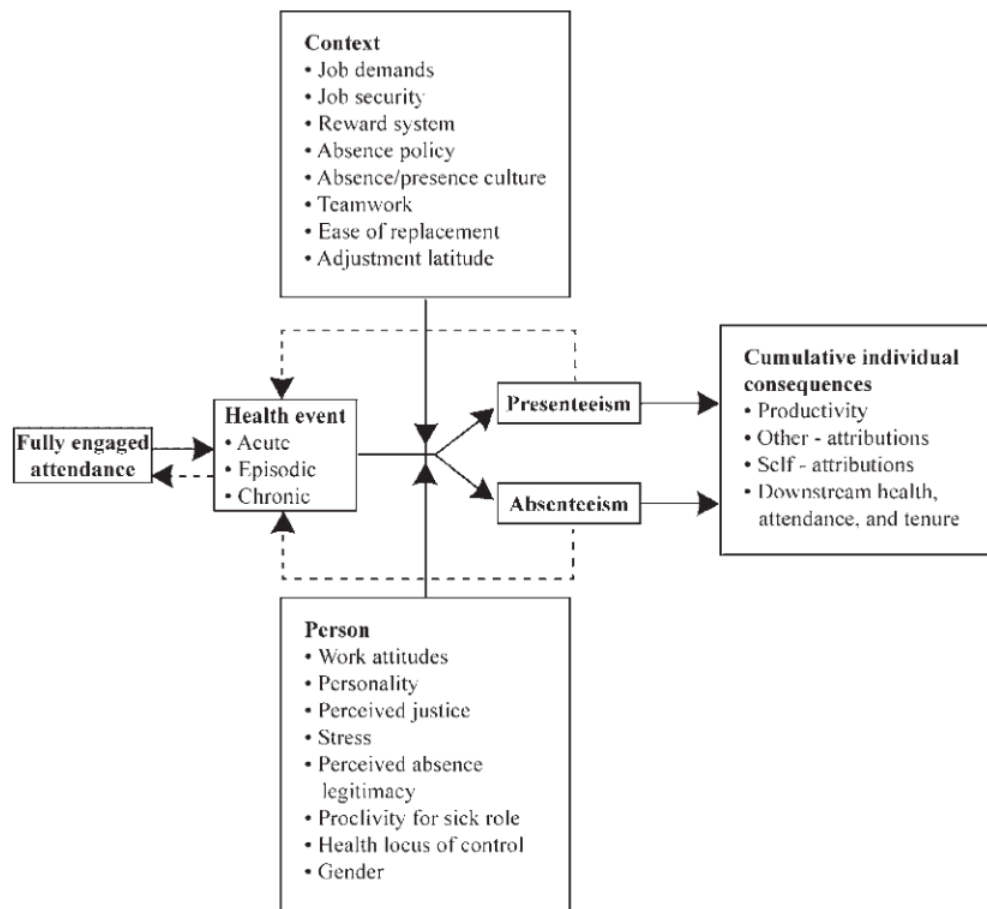 Context
• Job demands
• Job security
• Reward system
• Absence policy
• Absence/presence culture
• Teamwork
• Ease of replacement
• Adjustment latitude
Fully engaged
attendance
Health event
• Acute
• Episodic
• Chronic
Presenteeism
Absenteeism
Cumulative individual
consequences
• Productivity
• Other - attributions
• Self - attributions
• Downstream health,
attendance, and tenure
Person
• Work attitudes
• Personality
• Perceived justice
• Stress
• Perceived absence
legitimacy
• Proclivity for sick role
• Health locus of control
• Gender